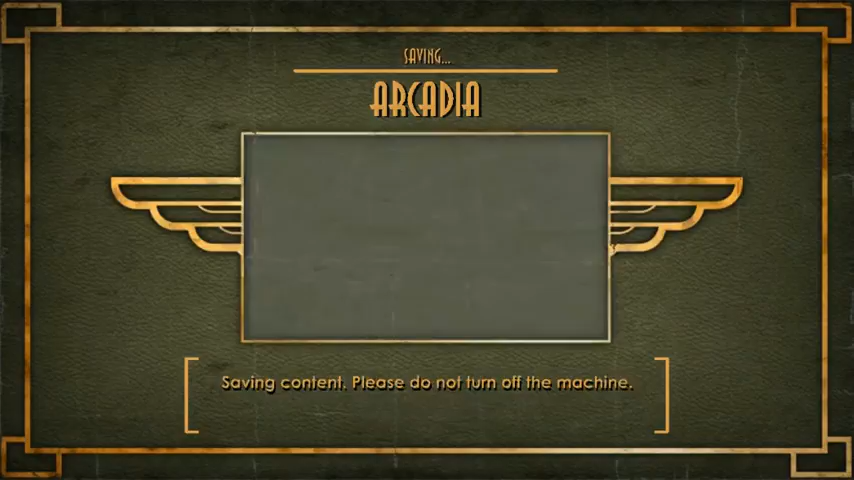 SAVING...
ARCADIA
Saving content. Please do not turn off the machine.